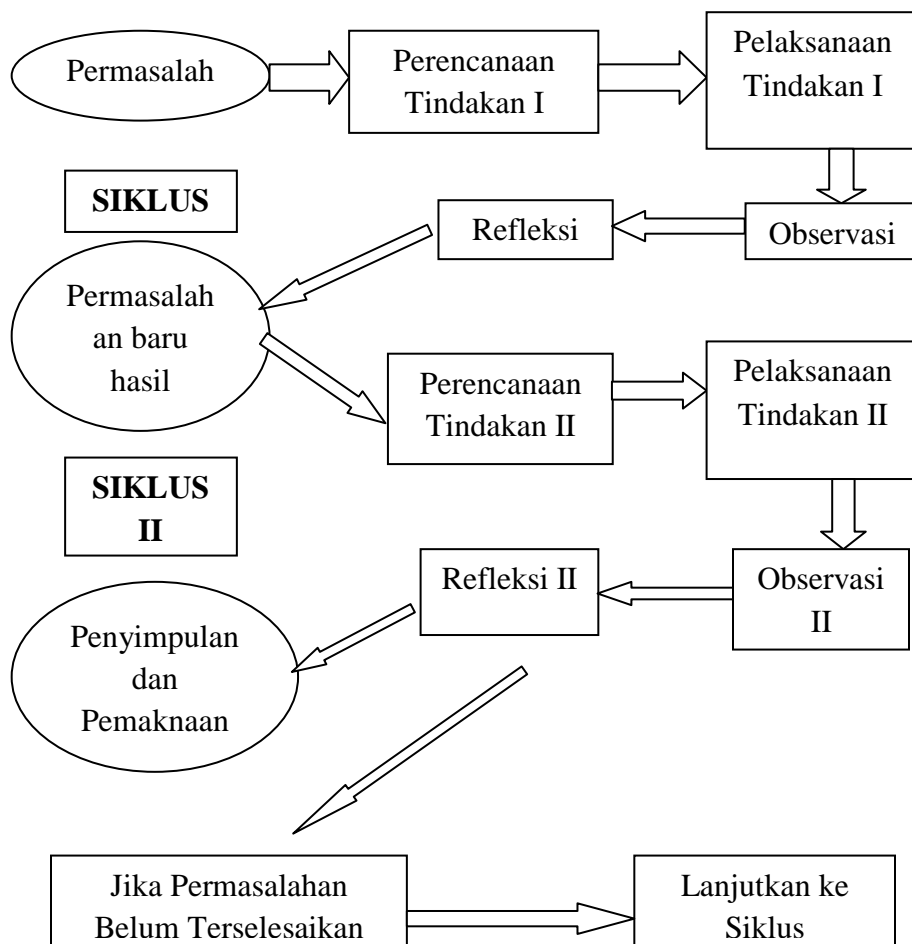 Permasalah
Perencanaan
Tindakan I
Pelaksanaan
Tindakan I
SIKLUS
Refleksi
Observasi
Permasalah
an baru
hasil
Perencanaan
Tindakan II
Pelaksanaan
Tindakan II
SIKLUS
II
Refleksi II
Observasi
II
Penyimpulan
dan
Pemaknaan
Jika Permasalahan
Belum Terselesaikan
Lanjutkan ke
Siklus